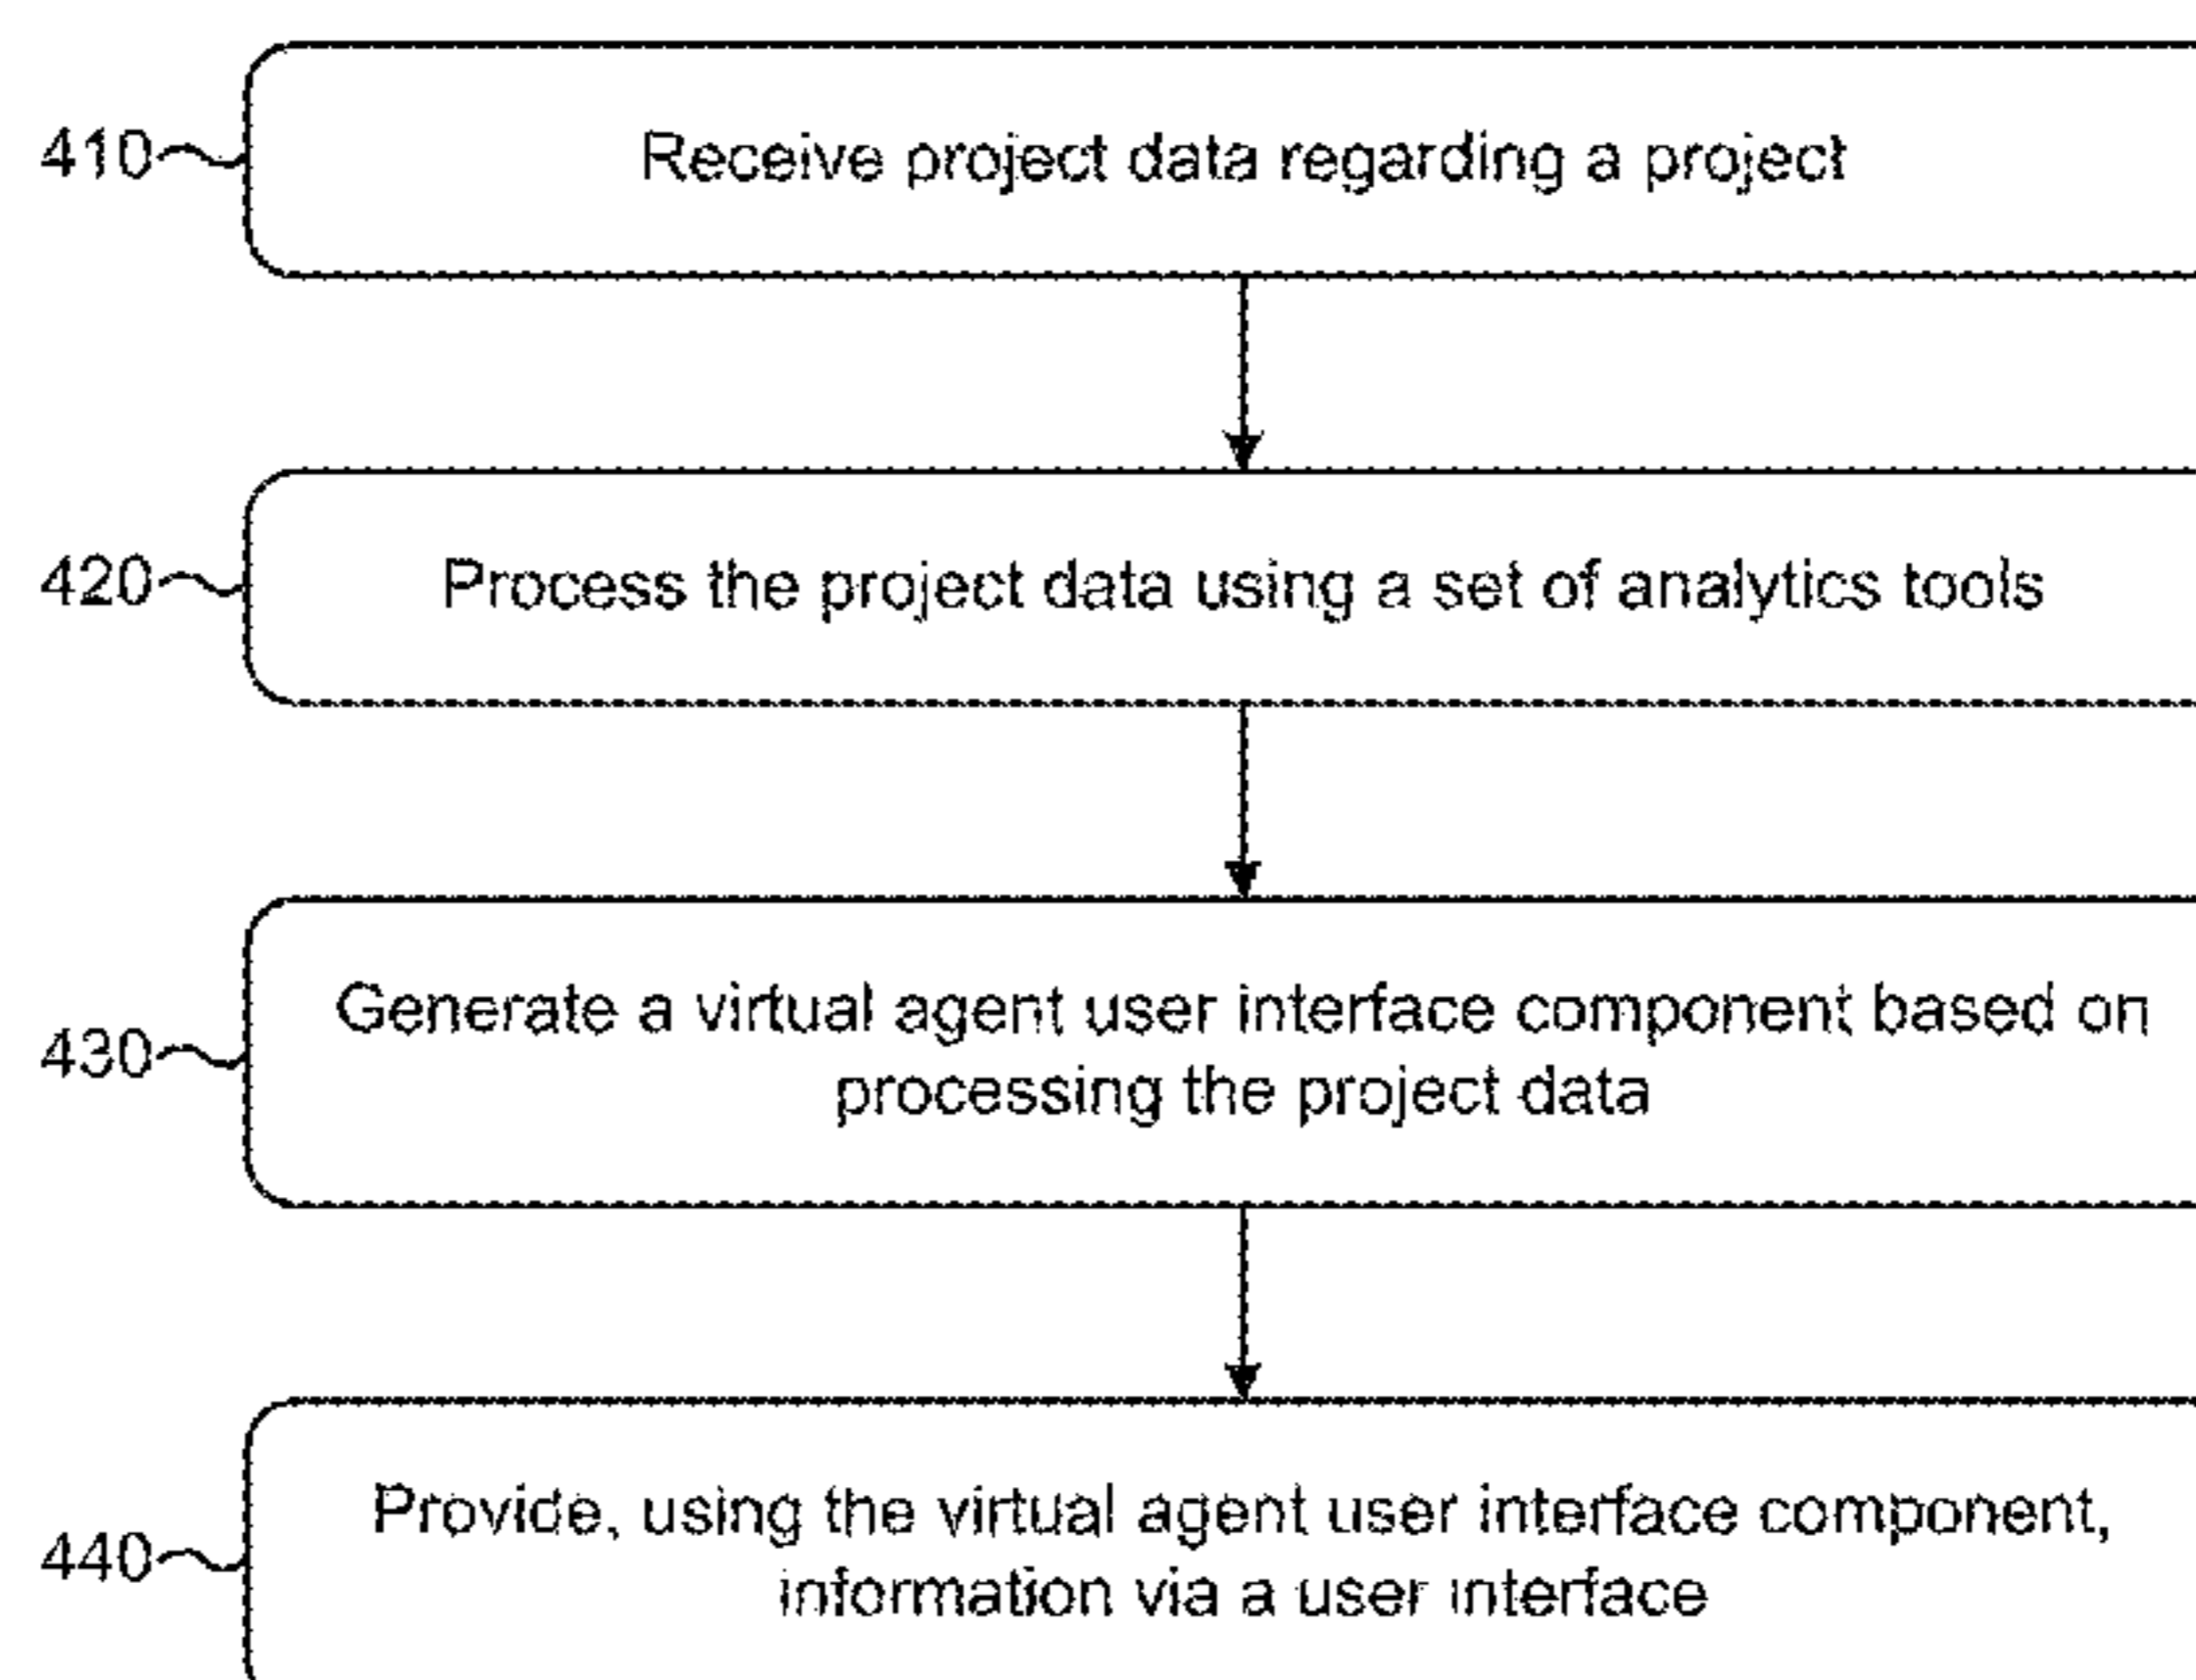 410
Receive project data regarding a project
420
Process the project data using a set of analytics tools
430
Generate a virtual agent user interface component based on
processing the project data
440
Provide, using the virtual agent user interface component,
information via a user interface